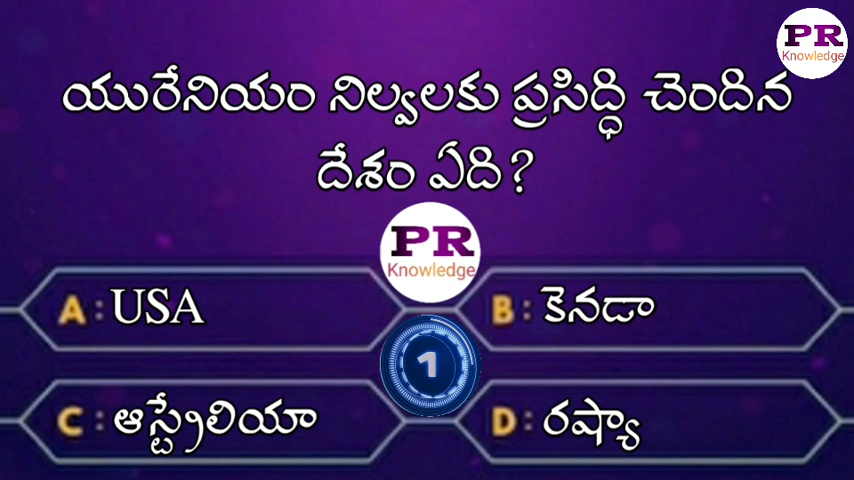 PR
Knowledge
యురేనియం నిల్వలకు ప్రసిద్ధి చెందిన
దేశం ఏది?
PR
Knowledge
A : USA
B : కెనడా
1
C : ఆస్ట్రేలియా
D : రష్యా